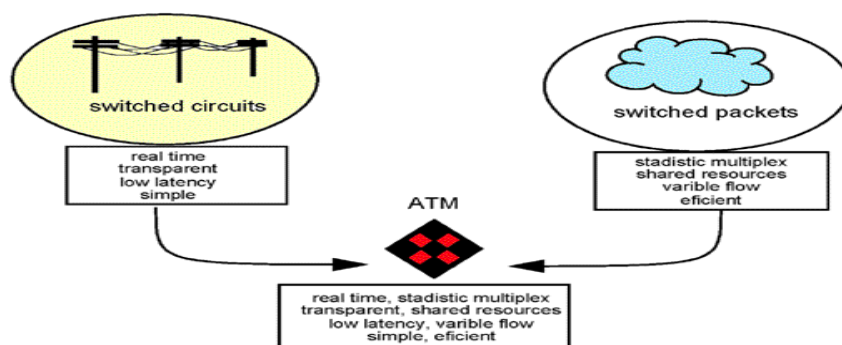 switched circuits
real time
transparent
low latency
simple
switched packets
stadistic multiplex
shared resources
varible flow
eficient
ATM
real time, stadistic multiplex
transparent, shared resources
low latency, varible flow
simple, eficient